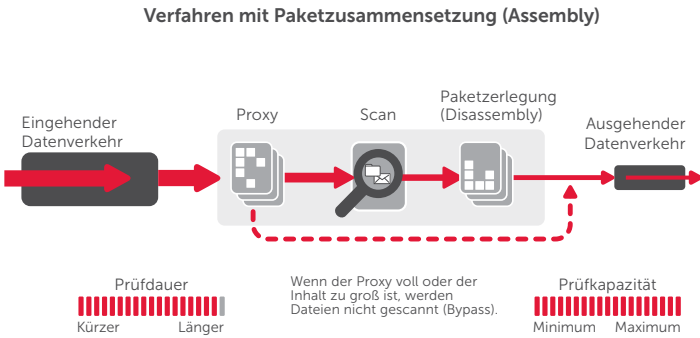 Verfahren mit Paketzusammensetzung (Assembly)
Eingehender
Datenverkehr
Proxy
Scan
Paketzerlegung
(Disassembly)
Ausgehender
Datenverkehr
Prüfdauer
Kürzer Länger
Wenn der Proxy voll oder der
Inhalt zu groß ist, werden
Dateien nicht gescannt (Bypass).
Prüfkapazität
Minimum Maximum